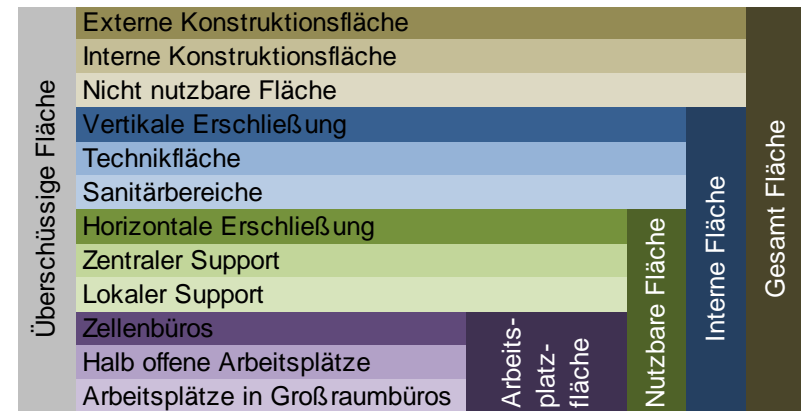 Überschüssige Fläche
Externe Konstruktionsfläche
Interne Konstruktionsfläche
Nicht nutzbare Fläche
Vertikale Erschließung
Technikfläche
Sanitärbereiche
Horizontale Erschließung
Zentraler Support
Lokaler Support
Zellenbüros
Halb offene Arbeitsplätze
Arbeitsplätze in Großraumbüros
Arbeits-
platz-
fläche
Nutzbare Fläche
Interne Fläche
Gesamt Fläche